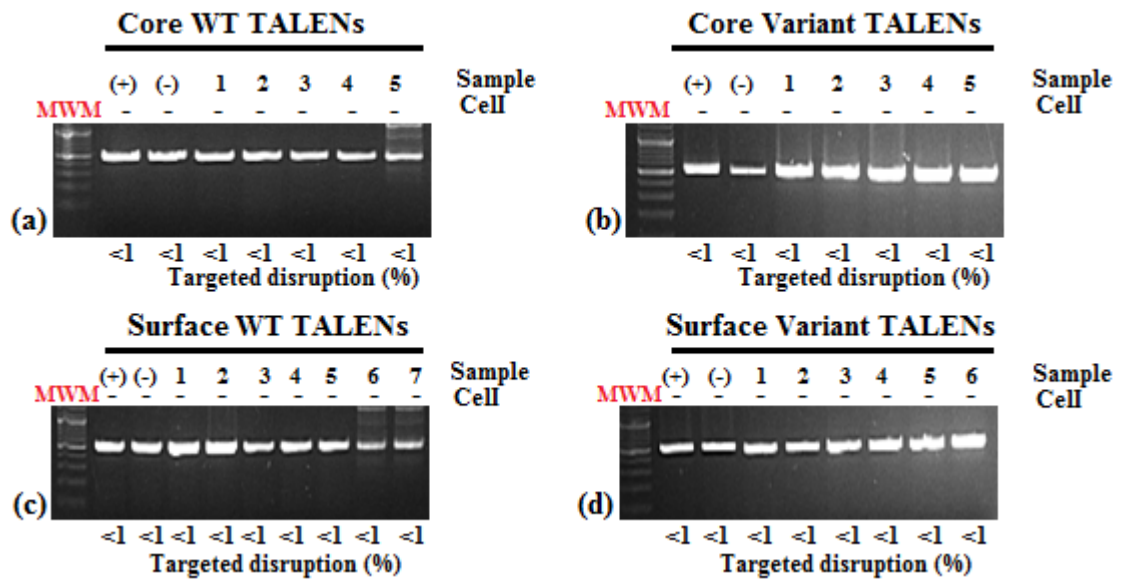 Core WT TALENs
(+) (-) 1 2 3 4 5 Sample
- - - - - - - Cell
MWM
(a)
<1 <1 <1 <1 <1 <1 <1
Targeted disruption (%)
Core Variant TALENs
(+) (-) 1 2 3 4 5 Sample
- - - - - - - Cell
MWM
(b)
<1 <1 <1 <1 <1 <1 <1
Targeted disruption (%)
Surface WT TALENs
(+) (-) 1 2 3 4 5 6 7 Sample
MWM - - - - - - - - - Cell
(c)
<1 <1 <1 <1 <1 <1 <1 <1 <1
Targeted disruption (%)
Surface Variant TALENs
(+) (-) 1 2 3 4 5 6 Sample
MWM - - - - - - - - Cell
(d)
<1 <1 <1 <1 <1 <1 <1 <1
Targeted disruption (%)